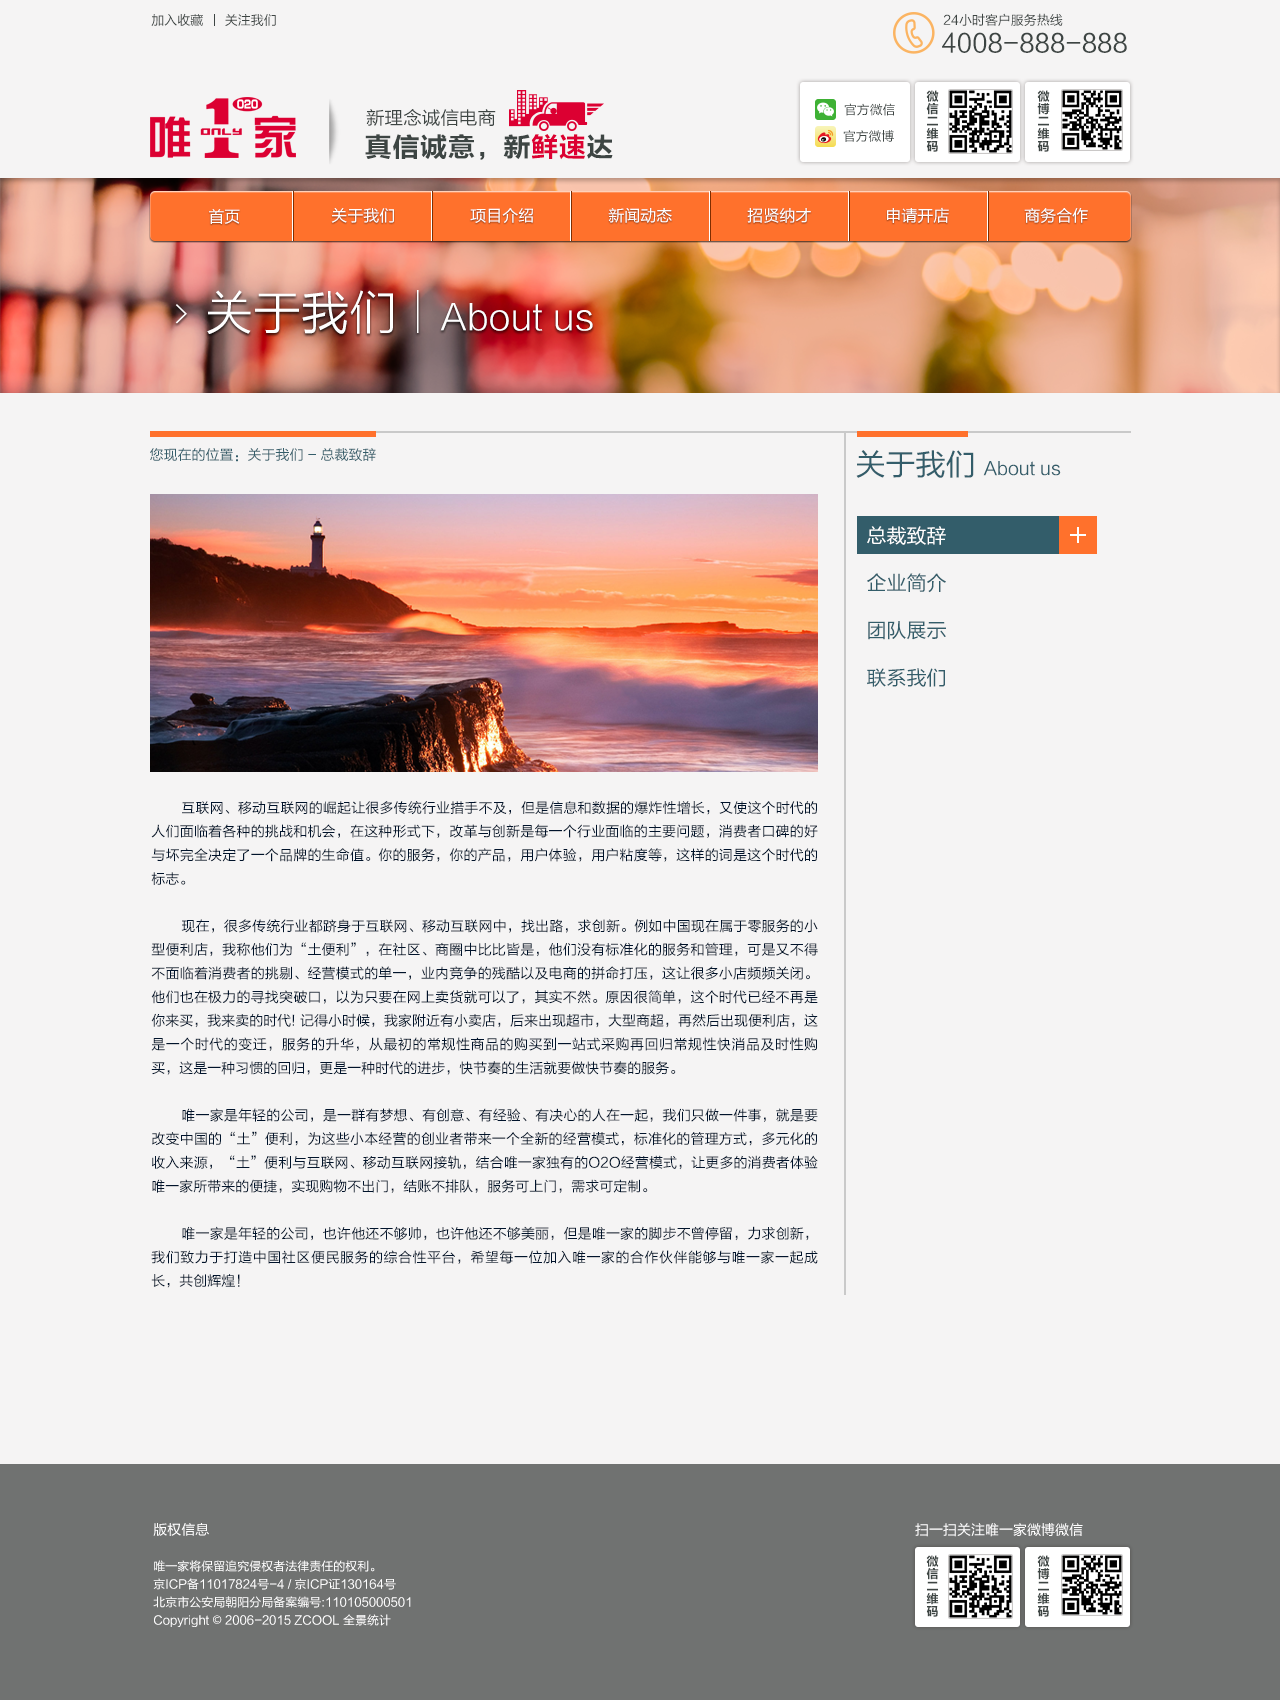 加入收藏 | 关注我们
24小时客户服务热线
4008-888-888
唯1家
O2O
ONLY
新理念诚信电商
真信诚意，新鲜速达
官方微信
官方微博
微信二维码
微博二维码
首页 关于我们 项目介绍 新闻动态 招贤纳才 申请开店 商务合作
> 关于我们 | About us
您现在的位置：关于我们 - 总裁致辞
关于我们 About us
总裁致辞 +
企业简介
团队展示
联系我们
互联网、移动互联网的崛起让很多传统行业措手不及，但是信息和数据的爆炸性增长，又使这个时代的
人们面临着各种的挑战和机会，在这种形式下，改革与创新是每一个行业面临的主要问题，消费者口碑的好
与坏完全决定了一个品牌的生命值。你的服务，你的产品，用户体验，用户粘度等，这样的词是这个时代的
标志。
现在，很多传统行业都跻身于互联网、移动互联网中，找出路，求创新。例如中国现在属于零服务的小
型便利店，我称他们为“土便利”，在社区、商圈中比比皆是，他们没有标准化的服务和管理，可是又不得
不面临着消费者的挑剔、经营模式的单一，业内竞争的残酷以及电商的拼命打压，这让很多小店频频关闭。
他们也在极力的寻找突破口，以为只要在网上卖货就可以了，其实不然。原因很简单，这个时代已经不再是
你来买，我来卖的时代! 记得小时候，我家附近有小卖店，后来出现超市，大型商超，再然后出现便利店，这
是一个时代的变迁，服务的升华，从最初的常规性商品的购买到一站式采购再回归常规性快消品及时性购
买，这是一种习惯的回归，更是一种时代的进步，快节奏的生活就要做快节奏的服务。
唯一家是年轻的公司，是一群有梦想、有创意、有经验、有决心的人在一起，我们只做一件事，就是要
改变中国的“土”便利，为这些小本经营的创业者带来一个全新的经营模式，标准化的管理方式，多元化的
收入来源，“土”便利与互联网、移动互联网接轨，结合唯一家独有的O2O经营模式，让更多的消费者体验
唯一家所带来的便捷，实现购物不出门，结账不排队，服务可上门，需求可定制。
唯一家是年轻的公司，也许他还不够帅，也许他还不够美丽，但是唯一家的脚步不曾停留，力求创新，
我们致力于打造中国社区便民服务的综合性平台，希望每一位加入唯一家的合作伙伴能够与唯一家一起成
长，共创辉煌！
版权信息
唯一家将保留追究侵权者法律责任的权利。
京ICP备11017824号-4 / 京ICP证130164号
北京市公安局朝阳分局备案编号:110105000501
Copyright © 2006-2015 ZCOOL 全景统计
扫一扫关注唯一家微博微信
微信二维码
微博二维码